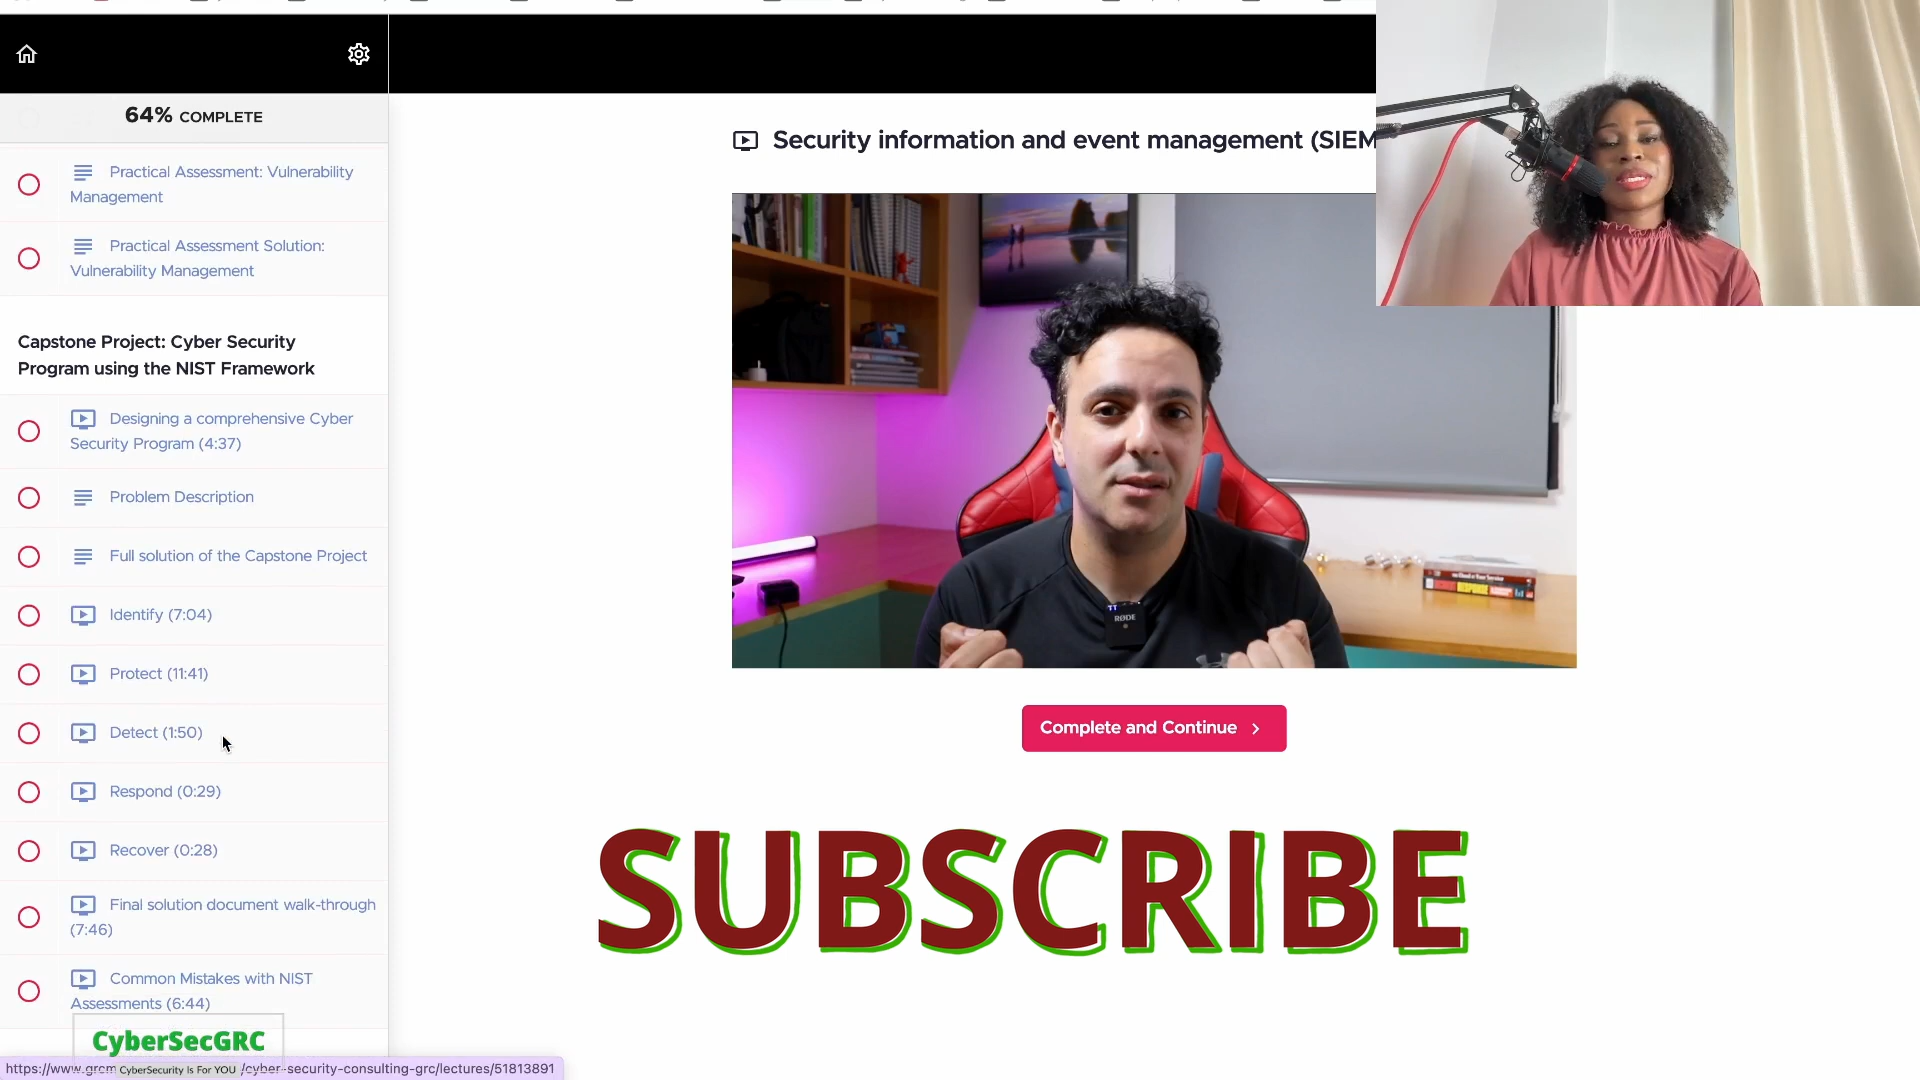 64% COMPLETE
Practical Assessment: Vulnerability
Management
Practical Assessment Solution:
Vulnerability Management
Capstone Project: Cyber Security
Program using the NIST Framework
Designing a comprehensive Cyber
Security Program (4:37)
Problem Description
Full solution of the Capstone Project
Identify (7:04)
Protect (11:41)
Detect (1:50)
Respond (0:29)
Recover (0:28)
Final solution document walk-through
(7:46)
Common Mistakes with NIST
Assessments (6:44)
CyberSecGRC
CyberSecurity Is For YOU
https://www.grcm /cyber-security-consulting-grc/lectures/51813891
Security information and event management (SIEM
RØDE
Complete and Continue
SUBSCRIBE